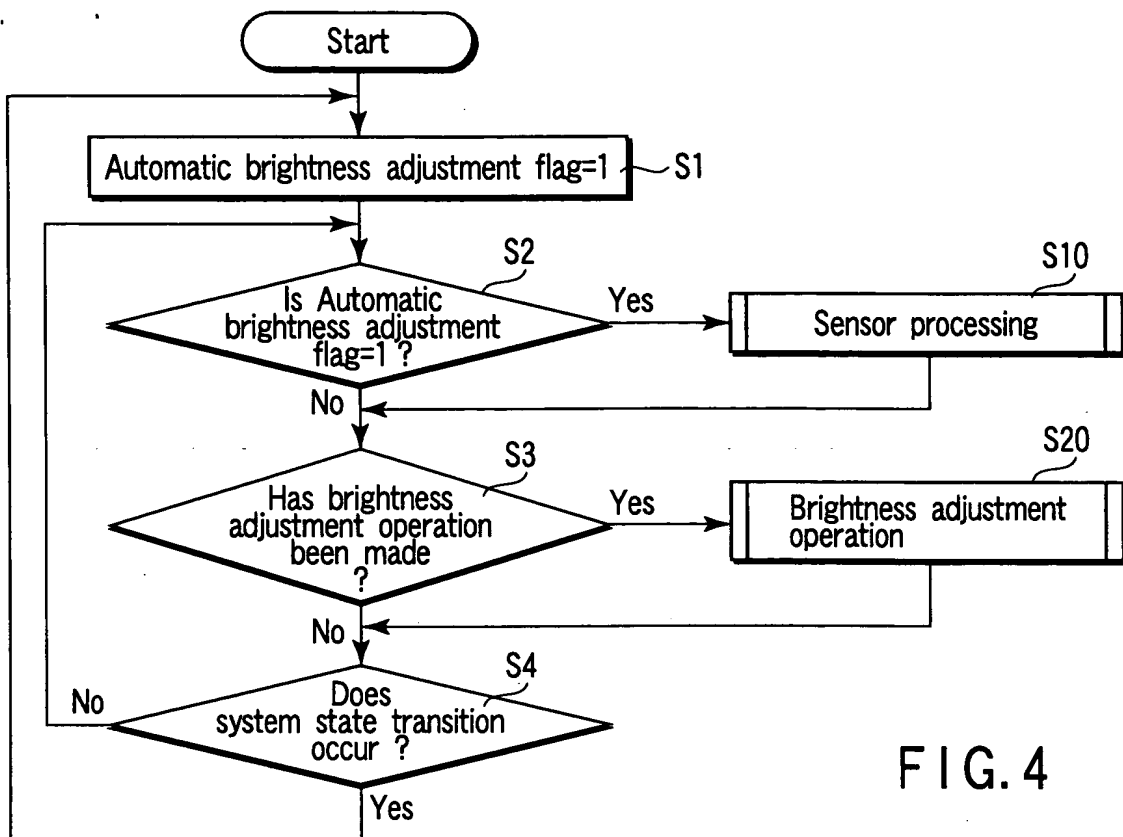 Start
Automatic brightness adjustment flag=1
S1
S2
Is Automatic
brightness adjustment
flag=1 ?
Yes
S10
Sensor processing
No
S3
Has brightness
adjustment operation
been made
?
Yes
S20
Brightness adjustment
operation
No
S4
Does
system state transition
occur ?
No
Yes
FIG. 4